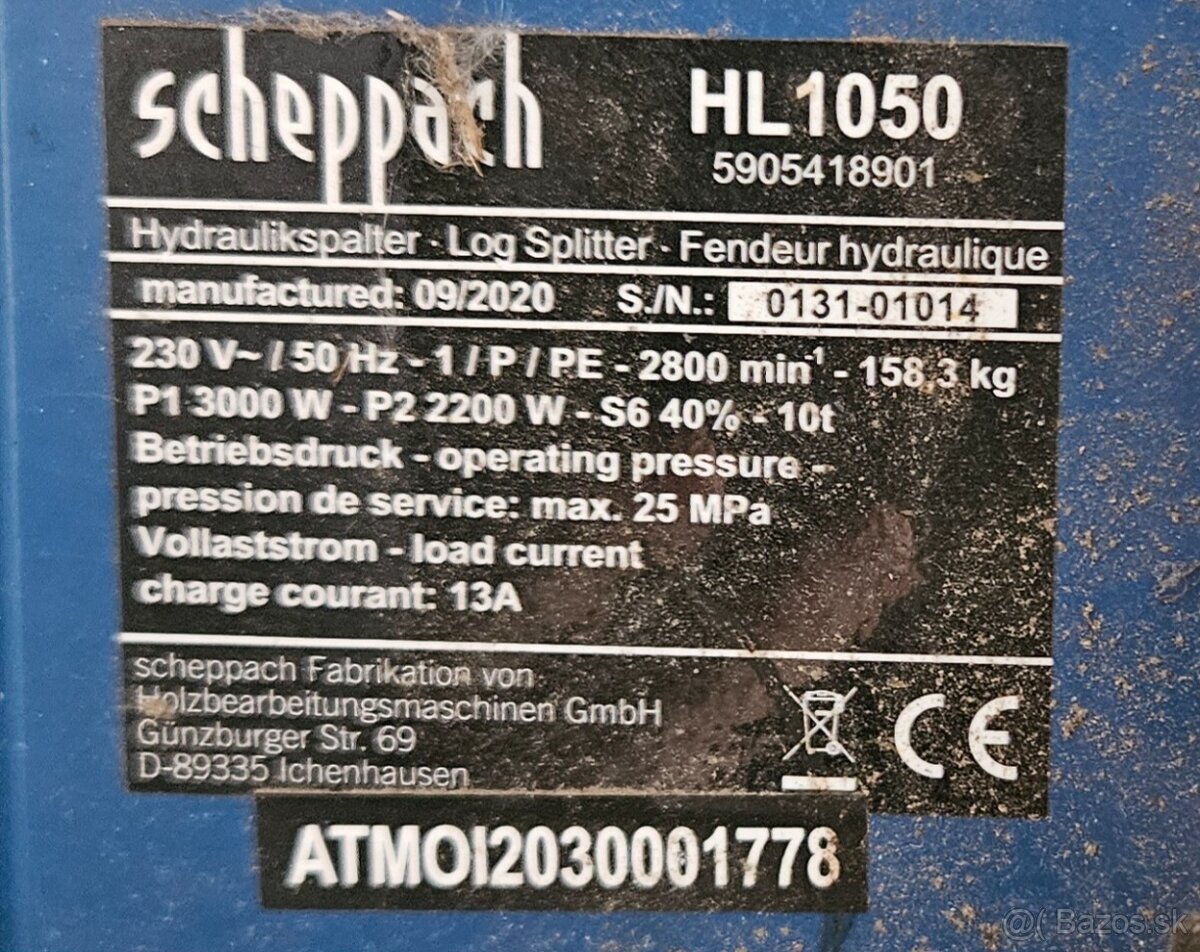 scheppach
HL1050
5905418901
Hydraulikspalter · Log Splitter · Fendeur hydraulique
manufactured: 09/2020 S./N.: 0131-01014
230 V~ / 50 Hz - 1 / P / PE - 2800 min⁻¹ - 158,3 kg
P1 3000 W - P2 2200 W - S6 40% - 10t
Betriebsdruck - operating pressure -
pression de service: max. 25 MPa
Vollaststrom - load current
charge courant: 13A
scheppach Fabrikation von
Holzbearbeitungsmaschinen GmbH
Günzburger Str. 69
D-89335 Ichenhausen
CE
ATMOI2030001778
@( Bazos.sk